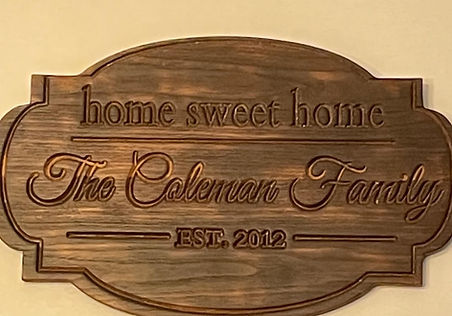 home sweet home
The Coleman Family
EST. 2012